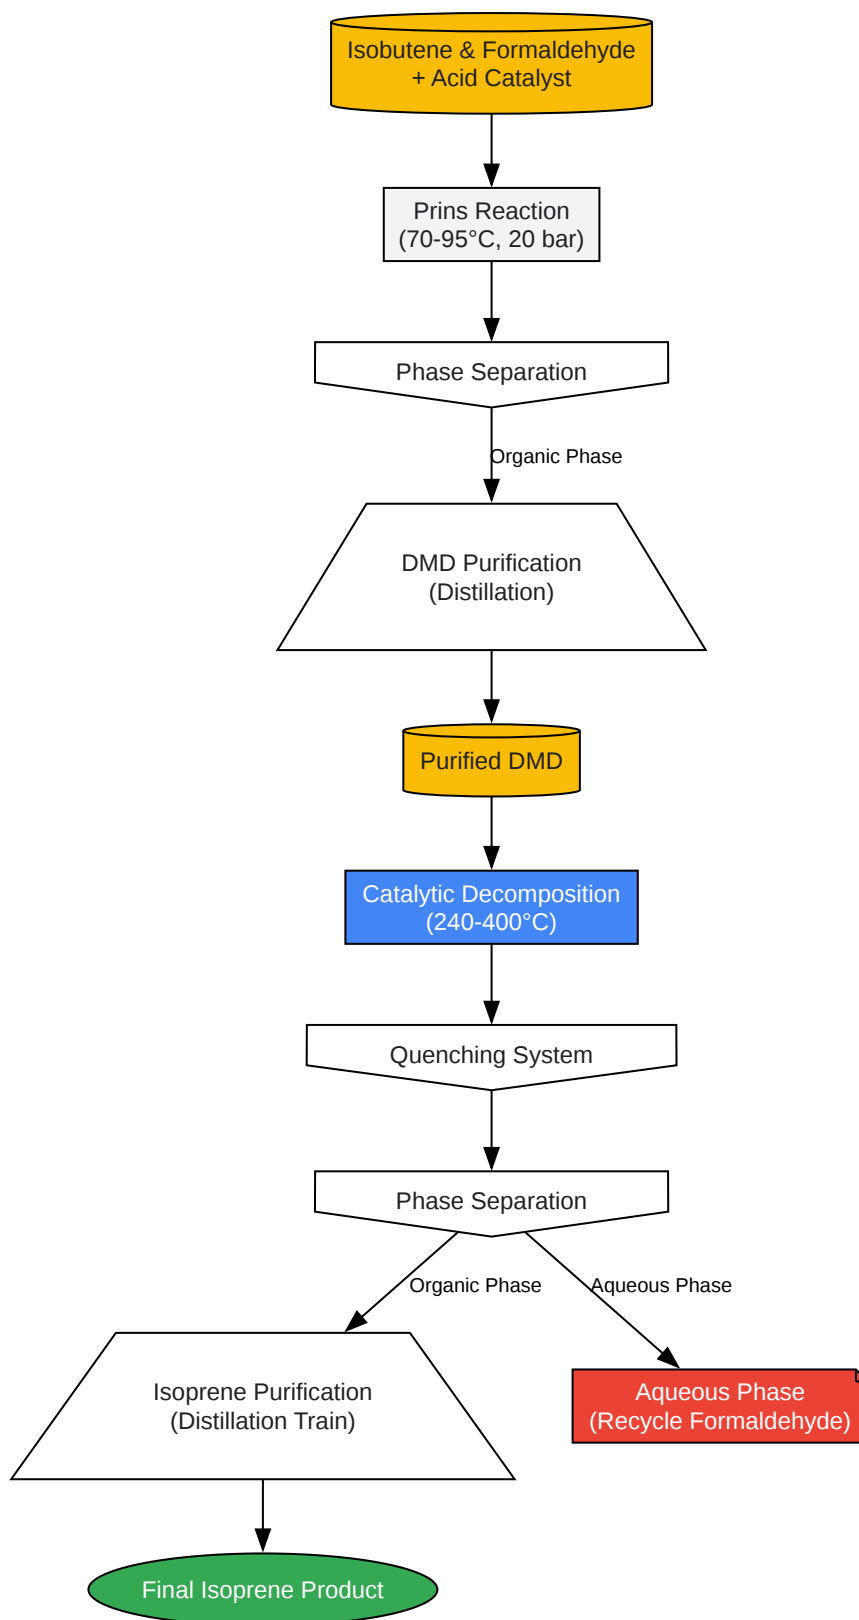 Isobutene & Formaldehyde
+ Acid Catalyst
Prins Reaction
(70-95°C, 20 bar)
Phase Separation
Organic Phase
DMD Purification
(Distillation)
Purified DMD
Catalytic Decomposition
(240-400°C)
Quenching System
Phase Separation
Organic Phase
Aqueous Phase
Isoprene Purification
(Distillation Train)
Aqueous Phase
(Recycle Formaldehyde)
Final Isoprene Product